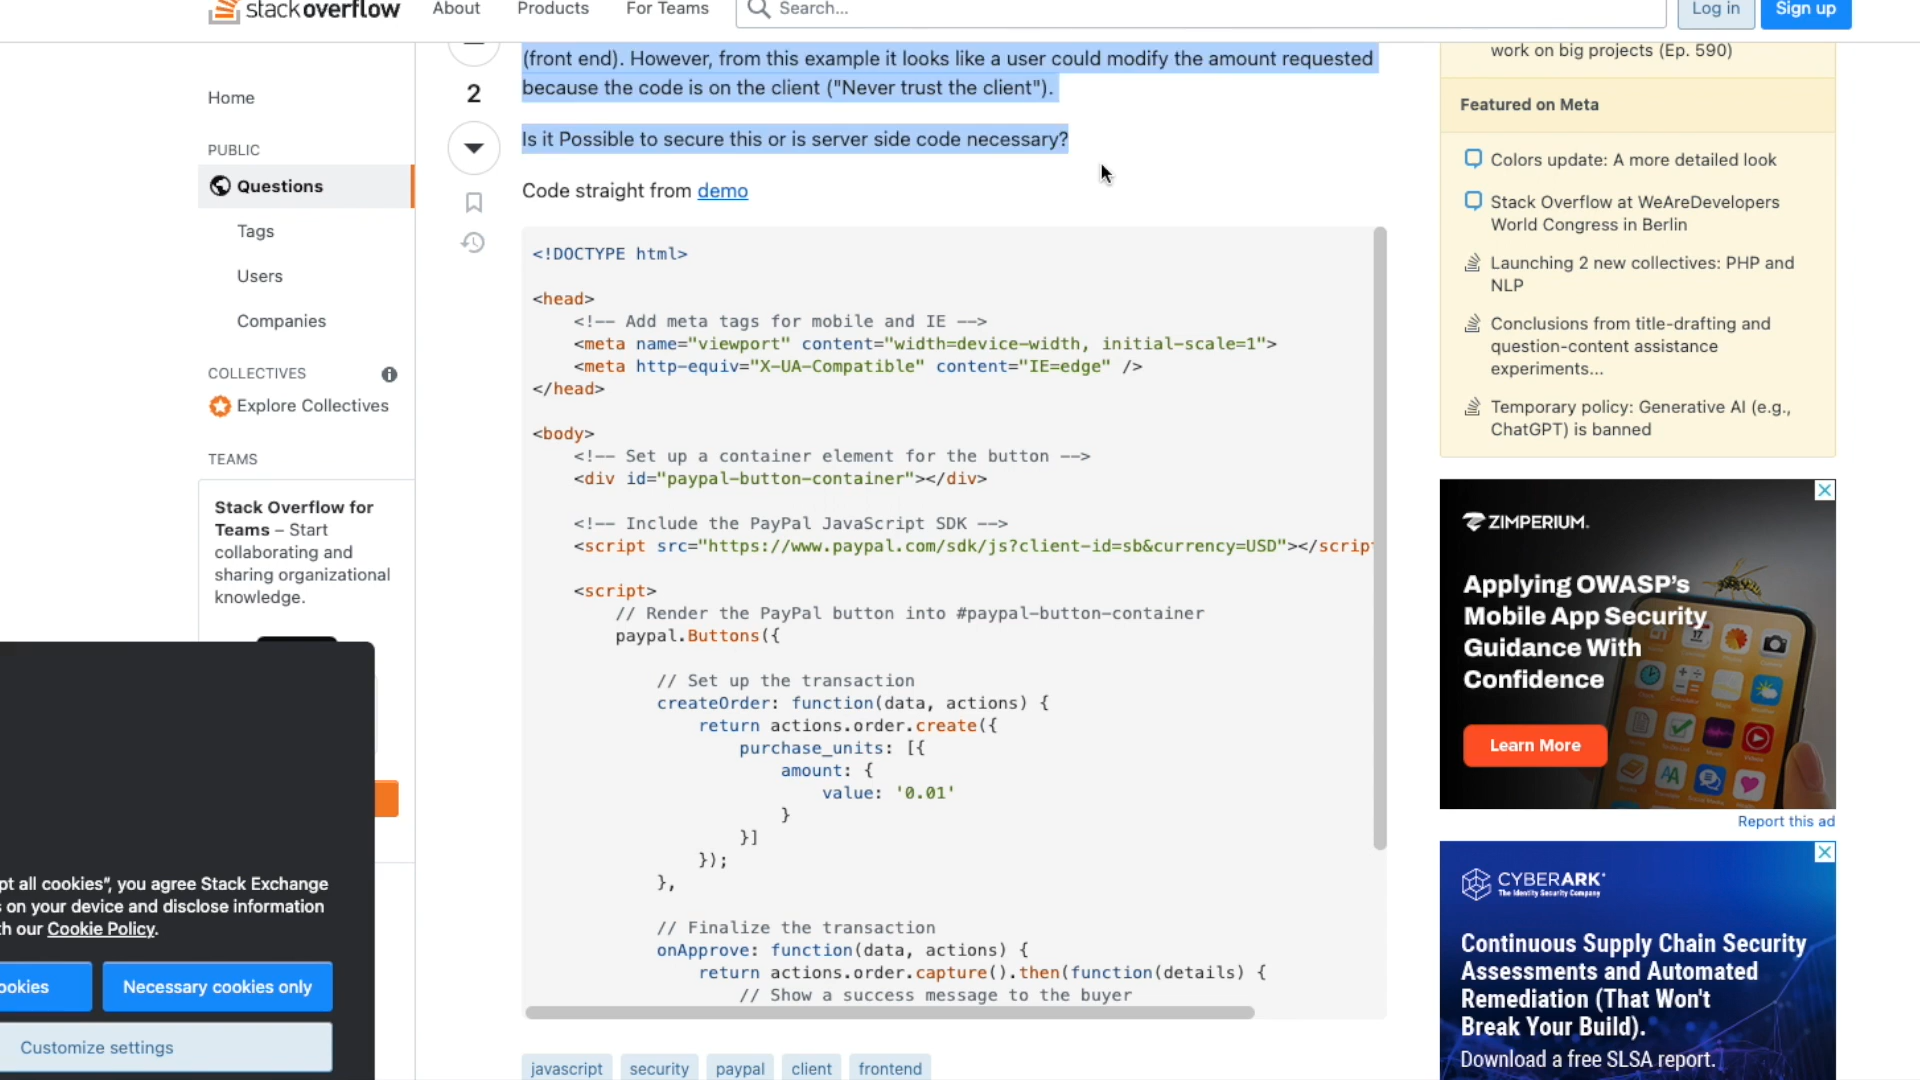 stackoverflow
About
Products
For Teams
Search...
Log in
Sign up
Home
PUBLIC
Questions
Tags
Users
Companies
COLLECTIVES
Explore Collectives
TEAMS
Stack Overflow for
Teams – Start
collaborating and
sharing organizational
knowledge.
pt all cookies", you agree Stack Exchange
on your device and disclose information
th our Cookie Policy.
ookies
Necessary cookies only
Customize settings
2
(front end). However, from this example it looks like a user could modify the amount requested
because the code is on the client ("Never trust the client").
Is it Possible to secure this or is server side code necessary?
Code straight from demo
<!DOCTYPE html>
<head>
<!-- Add meta tags for mobile and IE -->
<meta name="viewport" content="width=device-width, initial-scale=1">
<meta http-equiv="X-UA-Compatible" content="IE=edge" />
</head>
<body>
<!-- Set up a container element for the button -->
<div id="paypal-button-container"></div>
<!-- Include the PayPal JavaScript SDK -->
<script src="https://www.paypal.com/sdk/js?client-id=sb&currency=USD"></script
<script>
// Render the PayPal button into #paypal-button-container
paypal.Buttons({
// Set up the transaction
createOrder: function(data, actions) {
return actions.order.create({
purchase_units: [{
amount: {
value: '0.01'
}
}]
});
},
// Finalize the transaction
onApprove: function(data, actions) {
return actions.order.capture().then(function(details) {
// Show a success message to the buyer
javascript
security
paypal
client
frontend
work on big projects (Ep. 590)
Featured on Meta
Colors update: A more detailed look
Stack Overflow at WeAreDevelopers
World Congress in Berlin
Launching 2 new collectives: PHP and
NLP
Conclusions from title-drafting and
question-content assistance
experiments...
Temporary policy: Generative AI (e.g.,
ChatGPT) is banned
ZIMPERIUM.
Applying OWASP's
Mobile App Security
Guidance With
Confidence
Learn More
Report this ad
CYBERARK
The Identity Security Company
Continuous Supply Chain Security
Assessments and Automated
Remediation (That Won't
Break Your Build).
Download a free SLSA report.